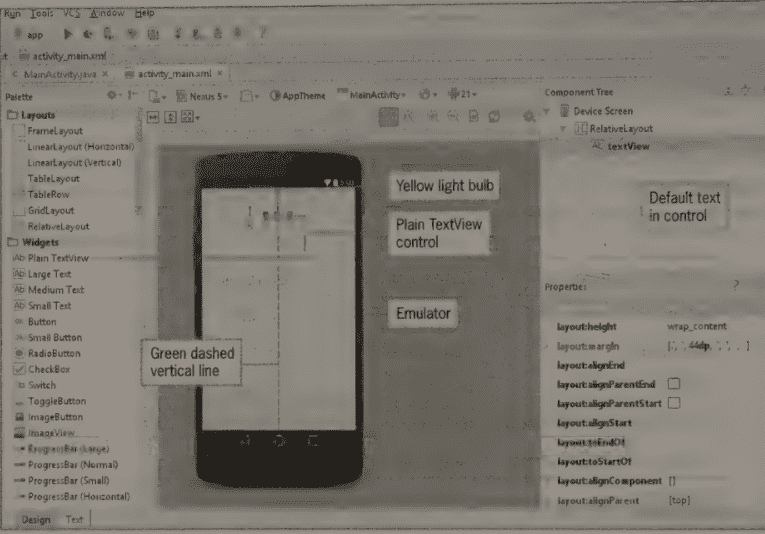 Run Tools VCS Window Help
app
activity_main.xml
MainActivity.java × activity_main.xml ×
Palette
Nexus 5 AppTheme MainActivity 21
Component Tree
Layouts
FrameLayout
LinearLayout (Horizontal)
LinearLayout (Vertical)
TableLayout
TableRow
GridLayout
RelativeLayout
Widgets
Plain TextView
Large Text
Medium Text
Small Text
Button
Small Button
RadioButton
CheckBox
Switch
ToggleButton
ImageButton
ImageView
ProgressBar (Large)
ProgressBar (Normal)
ProgressBar (Small)
ProgressBar (Horizontal)
Design Text
Yellow light bulb
Plain TextView
control
Emulator
Green dashed
vertical line
Device Screen
RelativeLayout
Ab textView
Default text
in control
Properties ?
layout:height wrap_content
layout:margin
layout:alignEnd
layout:alignParentEnd
layout:alignParentStart
layout:alignStart
layout:toEndOf
layout:toStartOf
layout:alignComponent []
layout:alignParent [top]